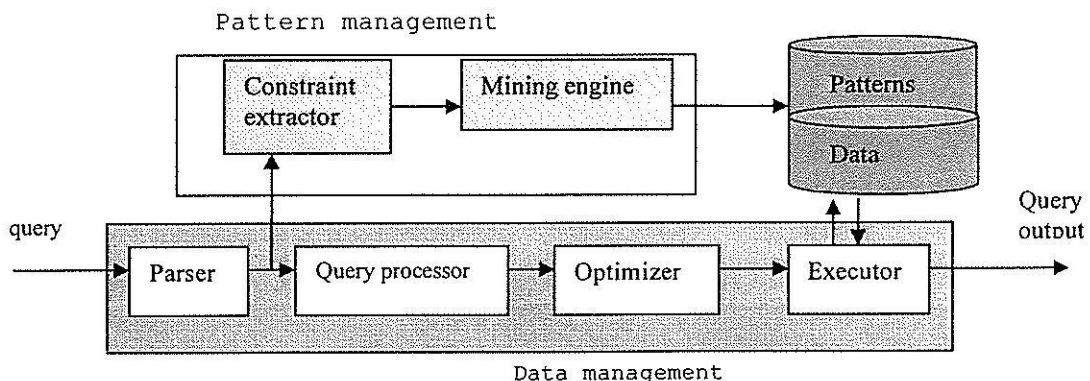 Pattern management
Constraint
extractor
Mining engine
Patterns
Data
query
Parser
Query processor
Optimizer
Executor
Query
output
Data management